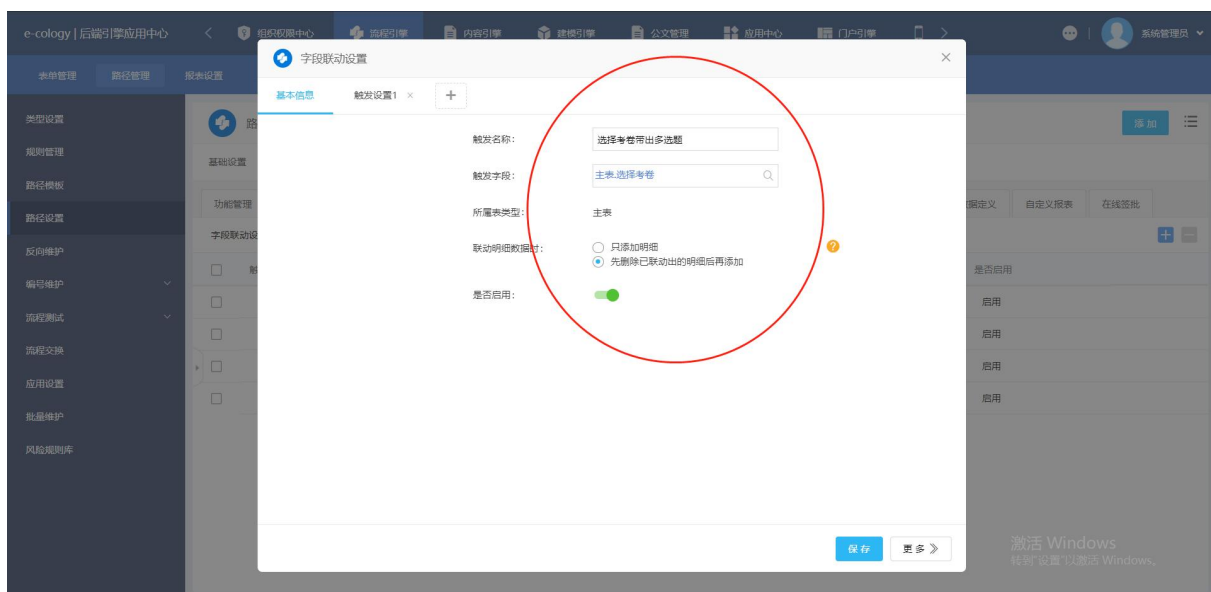 e-cology | 后端引擎应用中心
组织权限中心
流程引擎
内容引擎
建模引擎
公文管理
应用中心
门户引擎
系统管理员
表单管理
路径管理
报表设置
字段联动设置
基本信息
触发设置1
类型设置
规则管理
路径模板
路径设置
反向维护
编号维护
流程测试
流程交换
应用设置
批量维护
风险规则库
路
添加
基础设置
功能管理
自定义报表
在线签批
字段联动设
是否启用
启用
启用
启用
启用
触发名称:
选择考卷带出多选题
触发字段:
主表.选择考卷
所属表类型:
主表
联动明细数据时:
只添加明细
先删除已联动出的明细后再添加
是否启用:
保存
更多
激活 Windows
转到"设置"以激活 Windows。